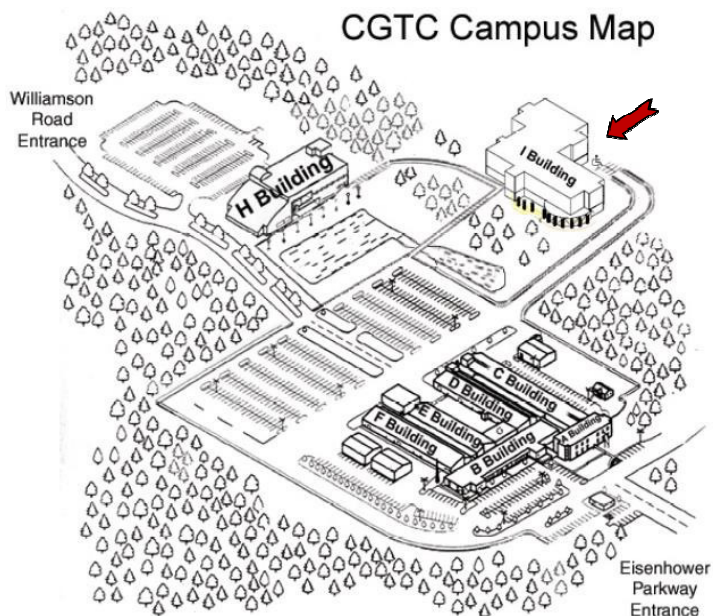 CGTC Campus Map
Williamson
Road
Entrance
I Building
H Building
C Building
D Building
E Building
F Building
A Building
B Building
Eisenhower
Parkway
Entrance